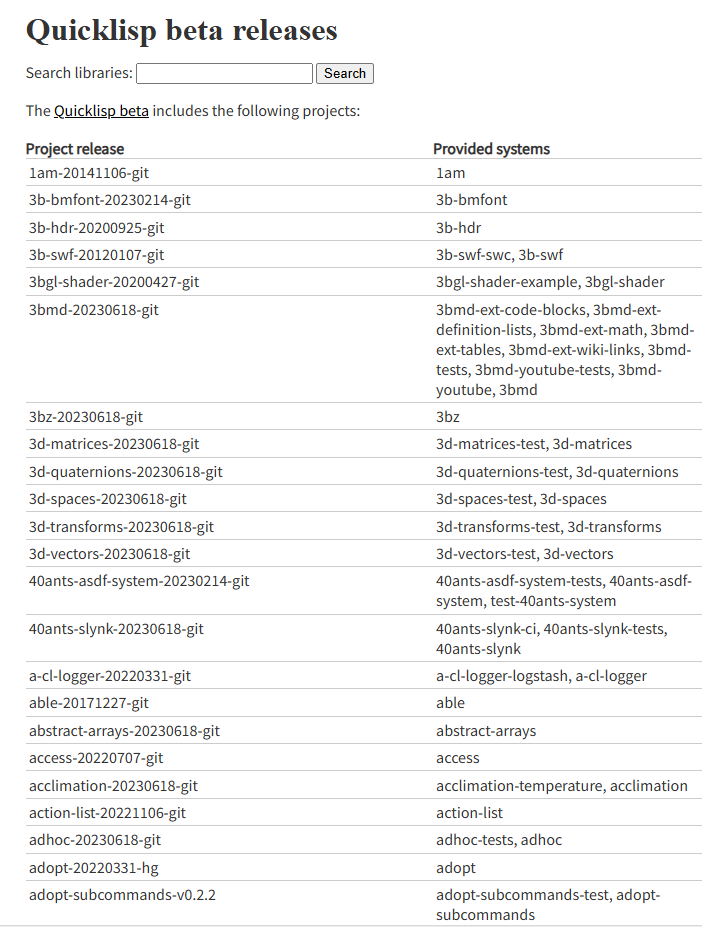 Quicklisp beta releases
Search libraries: Search
The Quicklisp beta includes the following projects:
Project release Provided systems
1am-20141106-git 1am
3b-bmfont-20230214-git 3b-bmfont
3b-hdr-20200925-git 3b-hdr
3b-swf-20120107-git 3b-swf-swc, 3b-swf
3bgl-shader-20200427-git 3bgl-shader-example, 3bgl-shader
3bmd-20230618-git 3bmd-ext-code-blocks, 3bmd-ext-
definition-lists, 3bmd-ext-math, 3bmd-
ext-tables, 3bmd-ext-wiki-links, 3bmd-
tests, 3bmd-youtube-tests, 3bmd-
youtube, 3bmd
3bz-20230618-git 3bz
3d-matrices-20230618-git 3d-matrices-test, 3d-matrices
3d-quaternions-20230618-git 3d-quaternions-test, 3d-quaternions
3d-spaces-20230618-git 3d-spaces-test, 3d-spaces
3d-transforms-20230618-git 3d-transforms-test, 3d-transforms
3d-vectors-20230618-git 3d-vectors-test, 3d-vectors
40ants-asdf-system-20230214-git 40ants-asdf-system-tests, 40ants-asdf-
system, test-40ants-system
40ants-slynk-20230618-git 40ants-slynk-ci, 40ants-slynk-tests,
40ants-slynk
a-cl-logger-20220331-git a-cl-logger-logstash, a-cl-logger
able-20171227-git able
abstract-arrays-20230618-git abstract-arrays
access-20220707-git access
acclimation-20230618-git acclimation-temperature, acclimation
action-list-20221106-git action-list
adhoc-20230618-git adhoc-tests, adhoc
adopt-20220331-hg adopt
adopt-subcommands-v0.2.2 adopt-subcommands-test, adopt-
subcommands